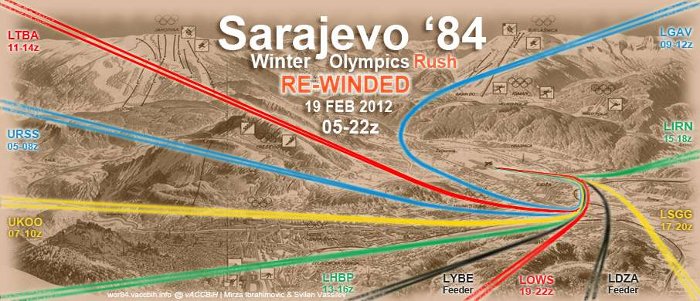 Sarajevo ‘84
Winter Olympics Rush
RE-WINDED
19 FEB 2012
05-22z
LTBA
11-14z
LGAV
09-12z
URSS
05-08z
LIRN
15-18z
UKOO
07-10z
LSGG
17-20z
LHBP
13-16z
LYBE
Feeder
LOWS
19-22z
LDZA
Feeder
wor84.vaccbih.info @ vACCBiH | Mirza Ibrahimovic & Svilen Vassilev